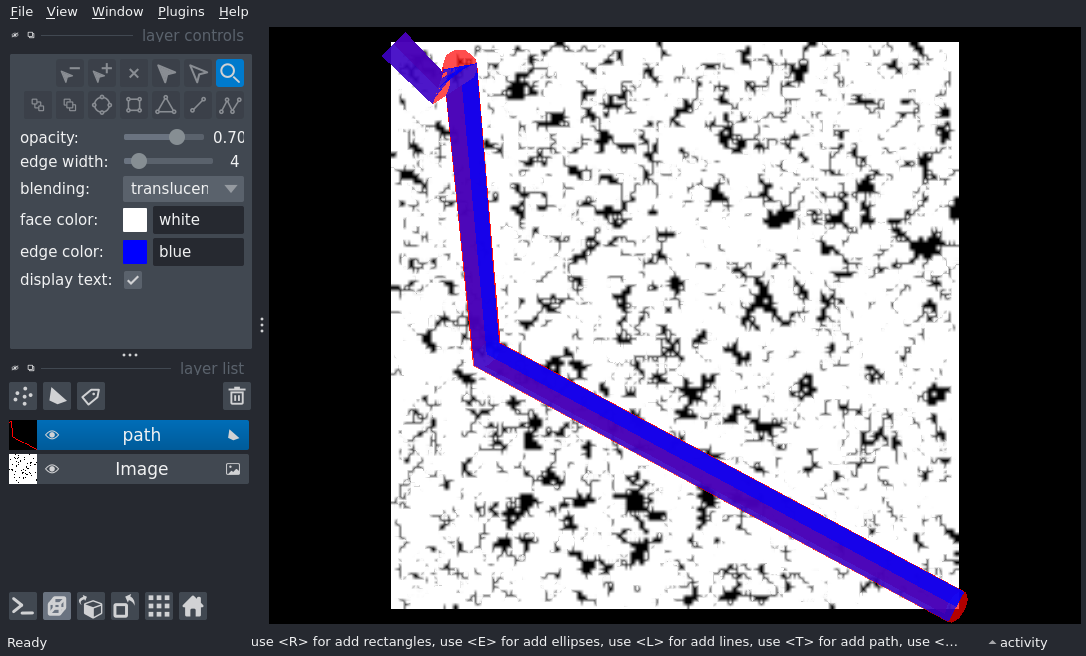 File View Window Plugins Help
layer controls
opacity: 0.70
edge width: 4
blending: translucen
face color: white
edge color: blue
display text:
layer list
path
Image
Ready use <R> for add rectangles, use <E> for add ellipses, use <L> for add lines, use <T> for add path, use <... activity